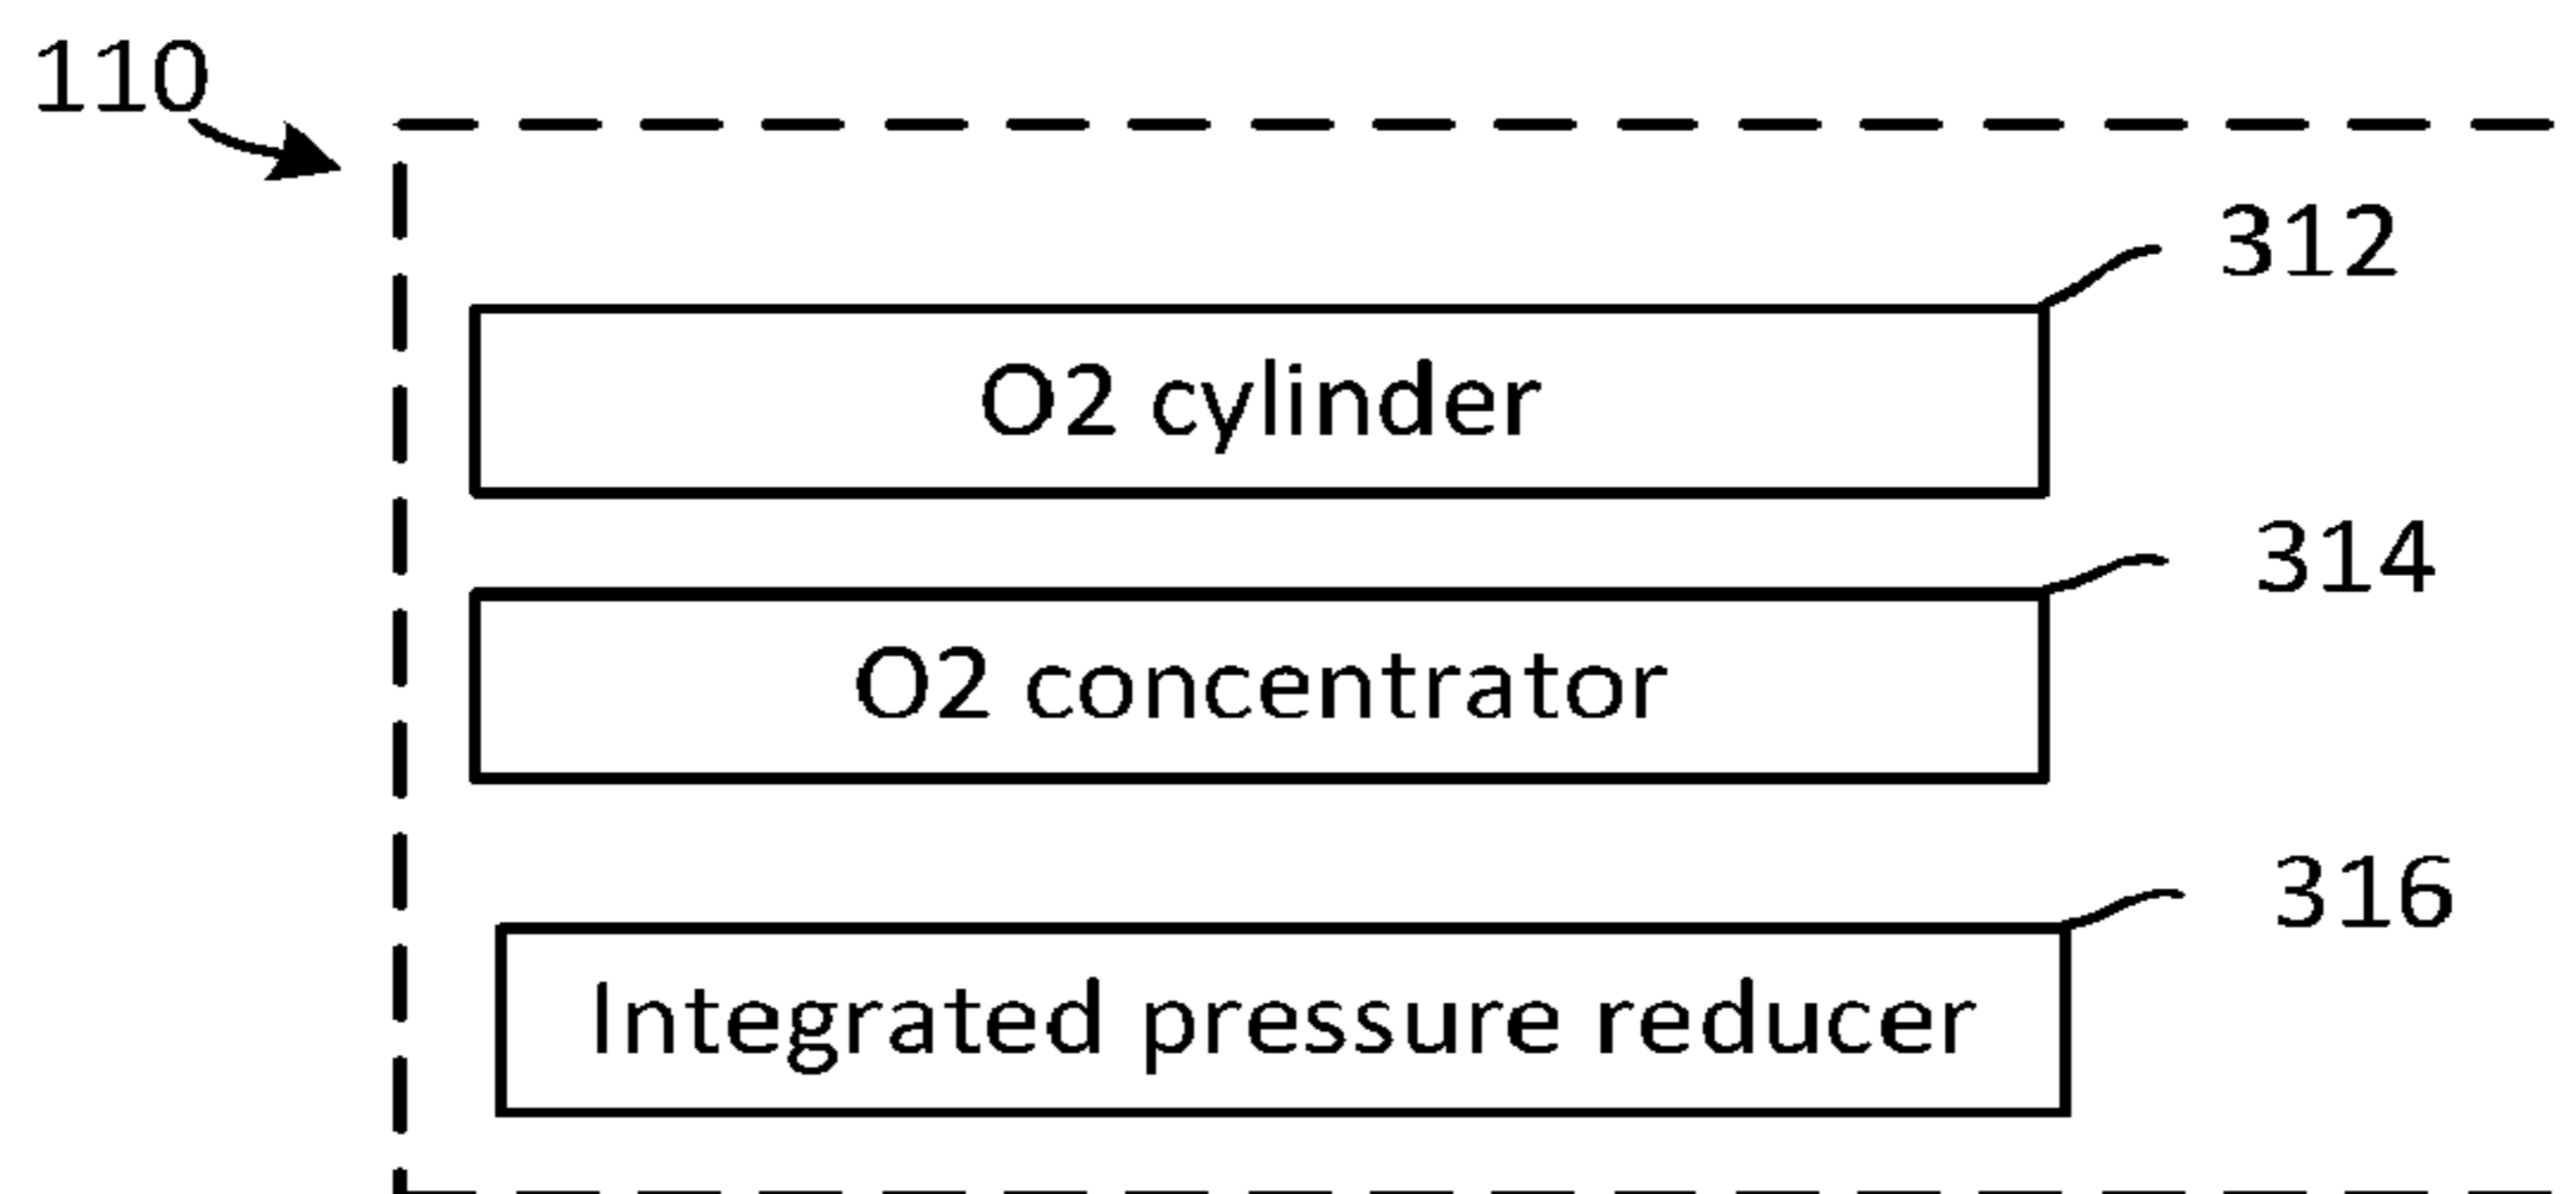 110
312
O2 cylinder
314
O2 concentrator
316
Integrated pressure reducer